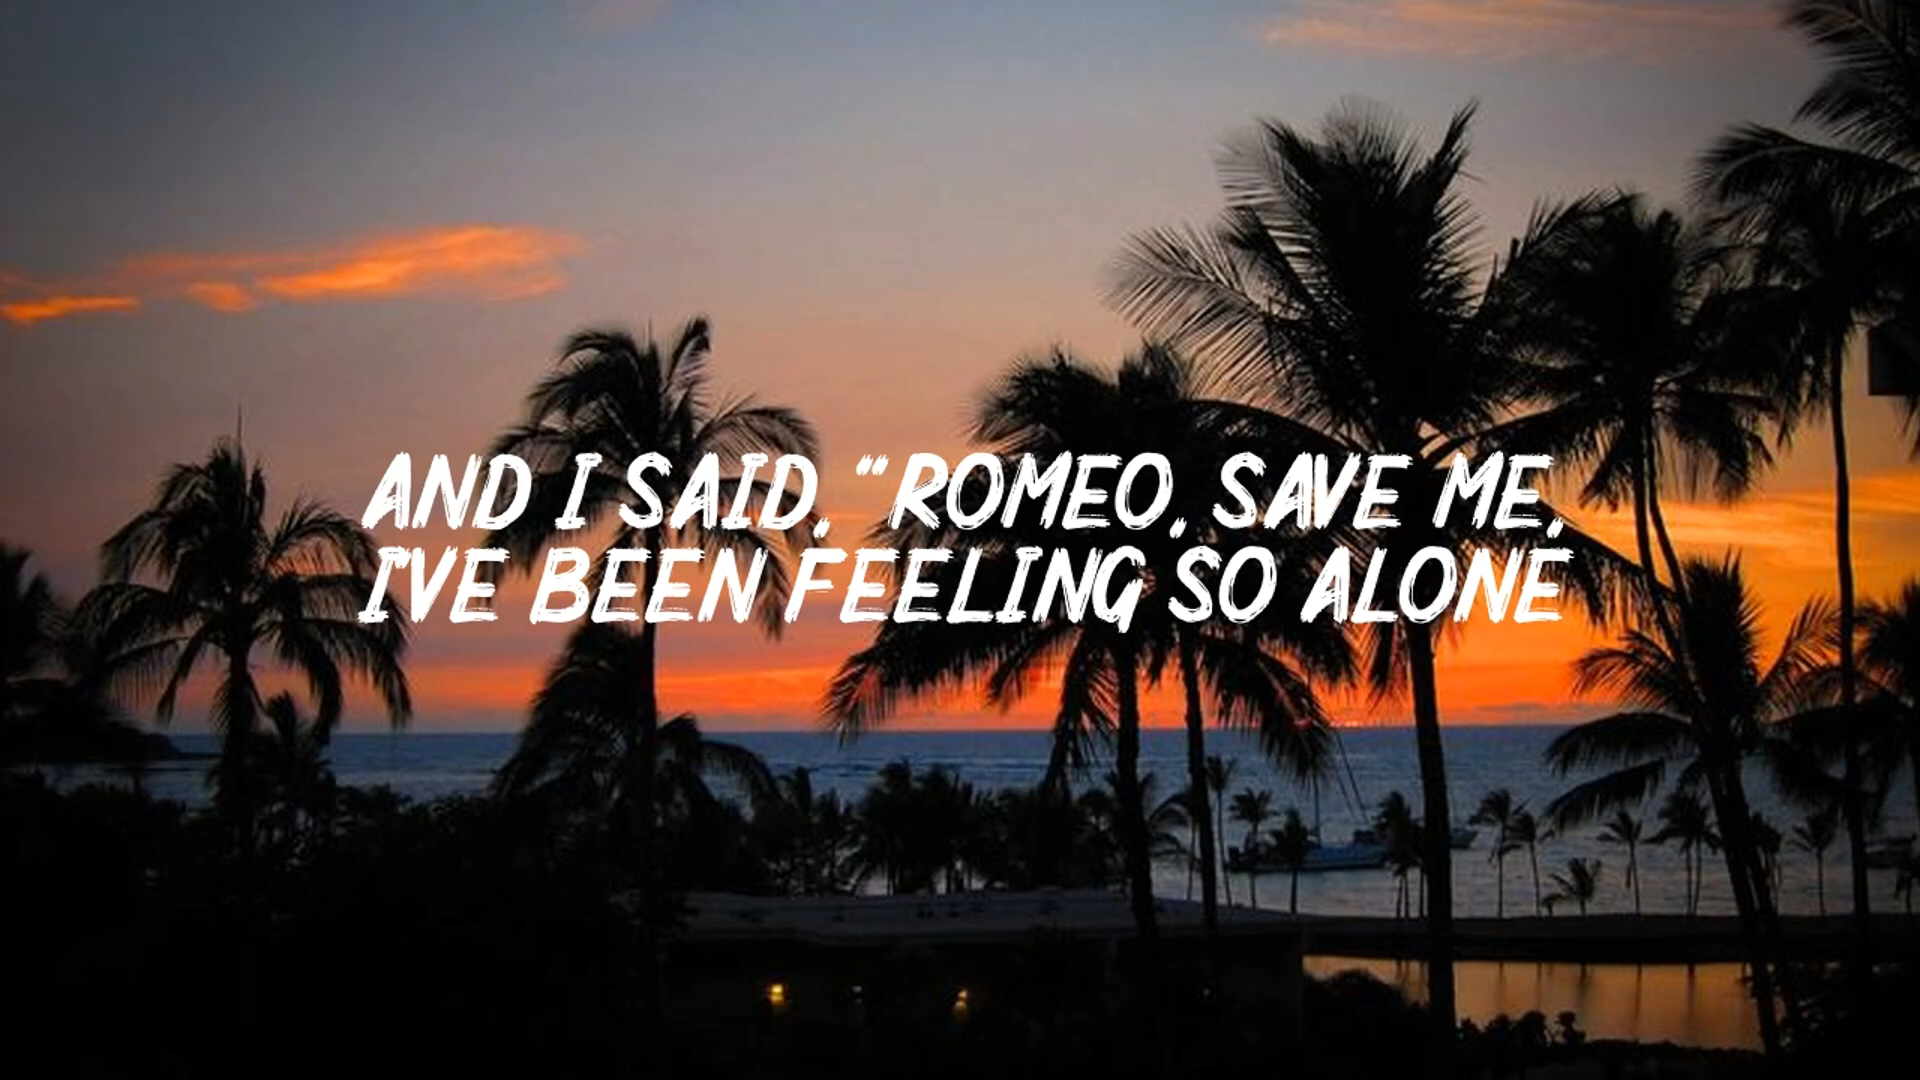 AND I SAID, "ROMEO, SAVE ME,
I'VE BEEN FEELING SO ALONE